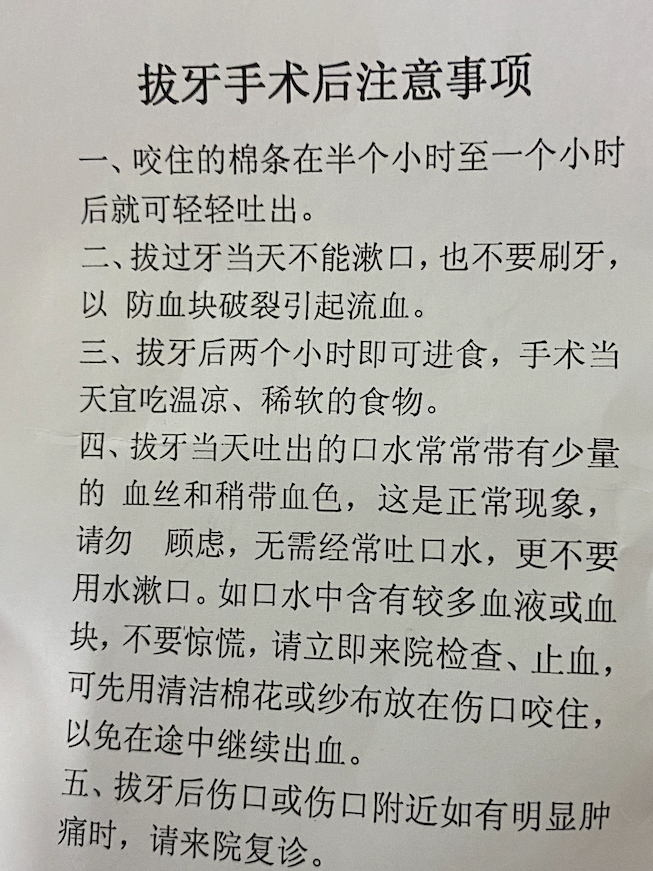 拔牙手术后注意事项
一、咬住的棉条在半个小时至一个小时
后就可轻轻吐出。
二、拔过牙当天不能漱口，也不要刷牙，
以 防血块破裂引起流血。
三、拔牙后两个小时即可进食，手术当
天宜吃温凉、稀软的食物。
四、拔牙当天吐出的口水常常带有少量
的 血丝和稍带血色，这是正常现象，
请勿 顾虑，无需经常吐口水，更不要
用水漱口。如口水中含有较多血液或血
块，不要惊慌，请立即来院检查、止血，
可先用清洁棉花或纱布放在伤口咬住，
以免在途中继续出血。
五、拔牙后伤口或伤口附近如有明显肿
痛时，请来院复诊。